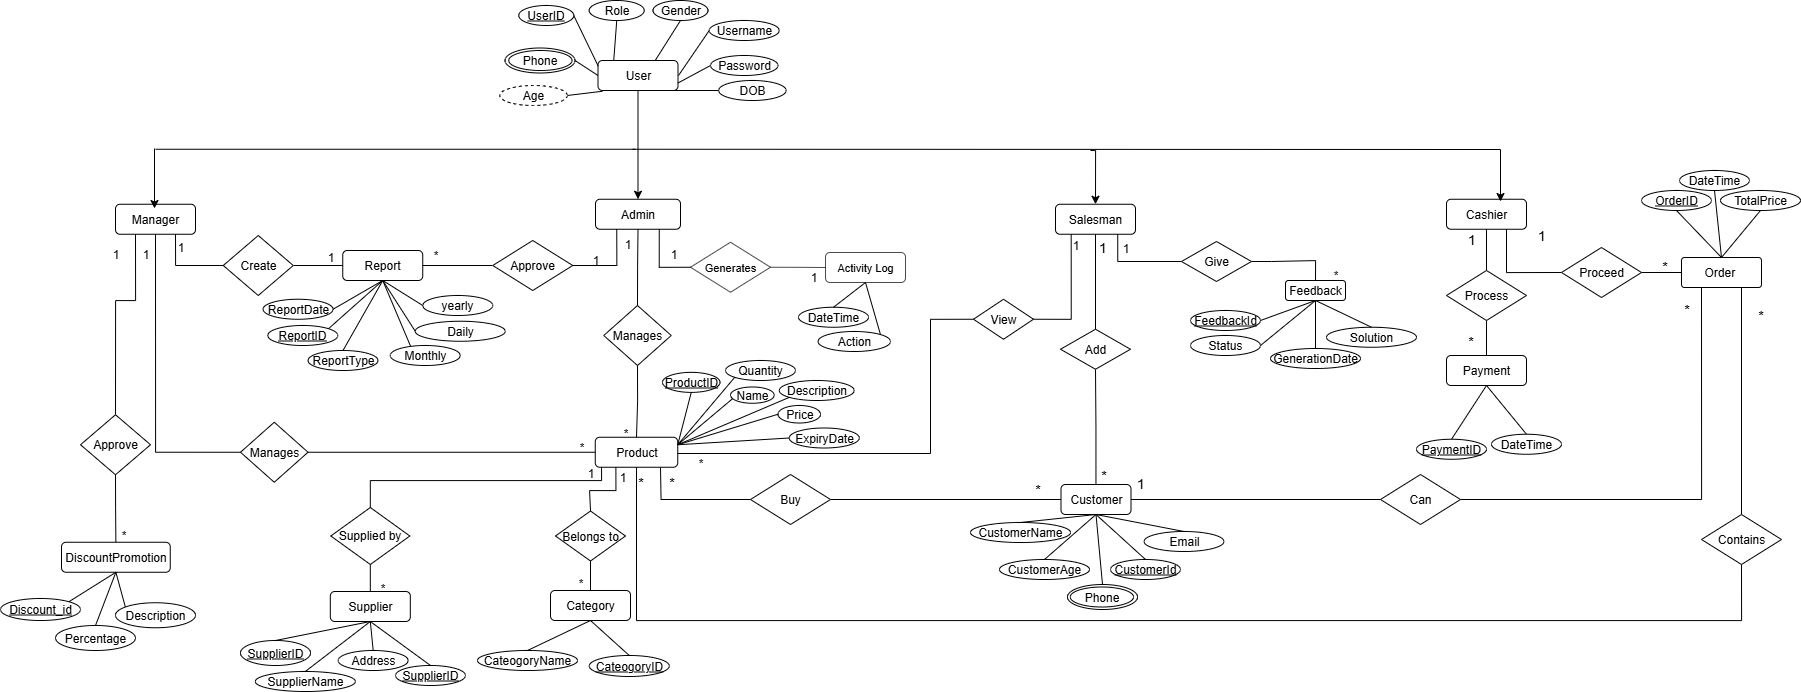 UserID
Role
Gender
Username
Phone
User
Password
Age
DOB
DateTime
OrderID
TotalPrice
Manager
Admin
Salesman
Cashier
1
1
1
1
1
1
1
1
1
1
1
Create
1
Report
*
Approve
1
Generates
1
Activity Log
Give
*
Feedback
Proceed
*
Order
ReportDate
yearly
ReportID
Daily
ReportType
Monthly
DateTime
Action
Manages
View
Add
FeedbackId
Status
GenerationDate
Solution
Process
*
*
*
Payment
ProductID
Quantity
Name
Description
Price
ExpiryDate
PaymentID
DateTime
Approve
Manages
*
*
Product
*
1
1
*
*
Buy
*
*
Customer
1
Can
Supplied by
Belongs to
CustomerName
Email
CustomerAge
CustomerId
Phone
Contains
*
DiscountPromotion
*
Supplier
*
Category
Discount_id
Description
Percentage
SupplierID
Address
SupplierName
SupplierID
CateogoryName
CateogoryID